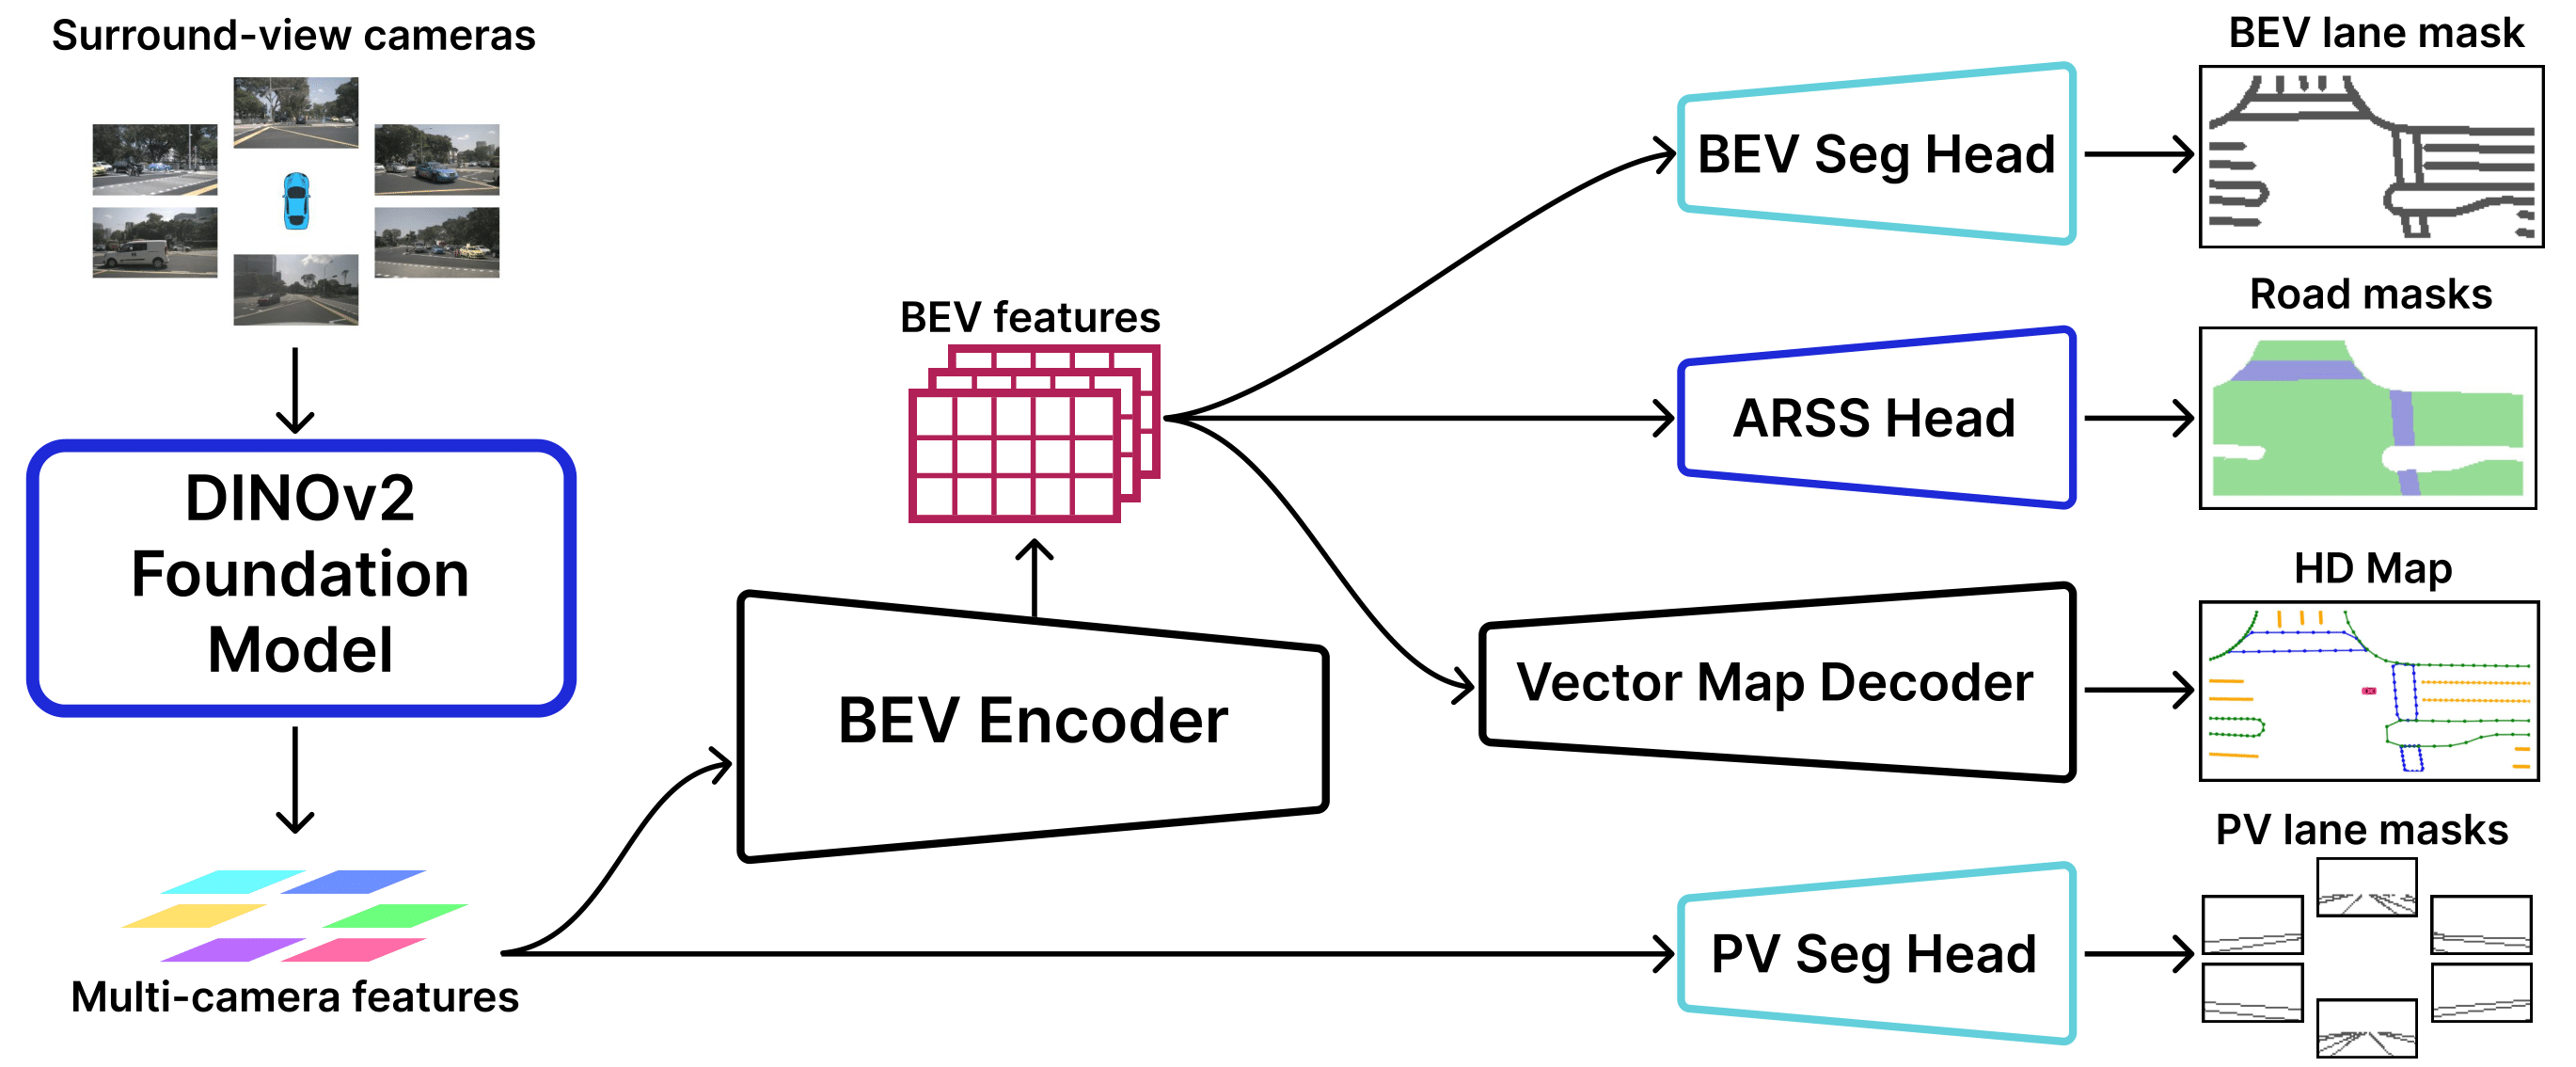 Surround-view cameras
DINOv2
Foundation
Model
Multi-camera features
BEV features
BEV Encoder
BEV Seg Head
ARSS Head
Vector Map Decoder
PV Seg Head
BEV lane mask
Road masks
HD Map
PV lane masks